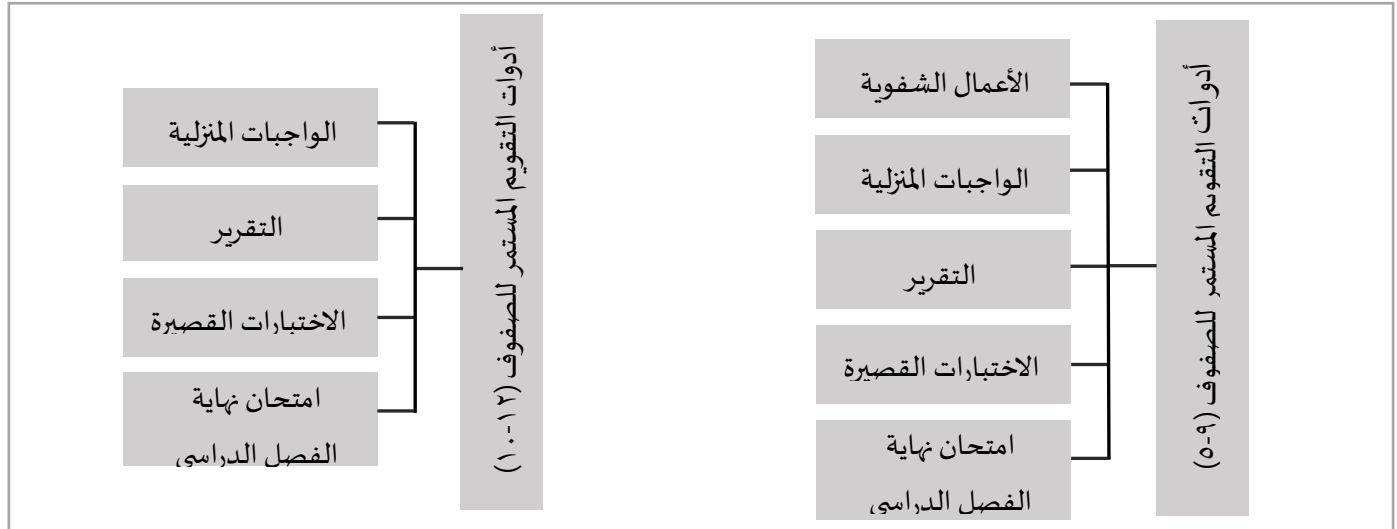 أدوات التقويم المستمر للصفوف (٥-٩)
الأعمال الشفوية
الواجبات المنزلية
التقرير
الاختبارات القصيرة
امتحان نهاية
الفصل الدراسي
أدوات التقويم المستمر للصفوف (١٠-١٢)
الواجبات المنزلية
التقرير
الاختبارات القصيرة
امتحان نهاية
الفصل الدراسي